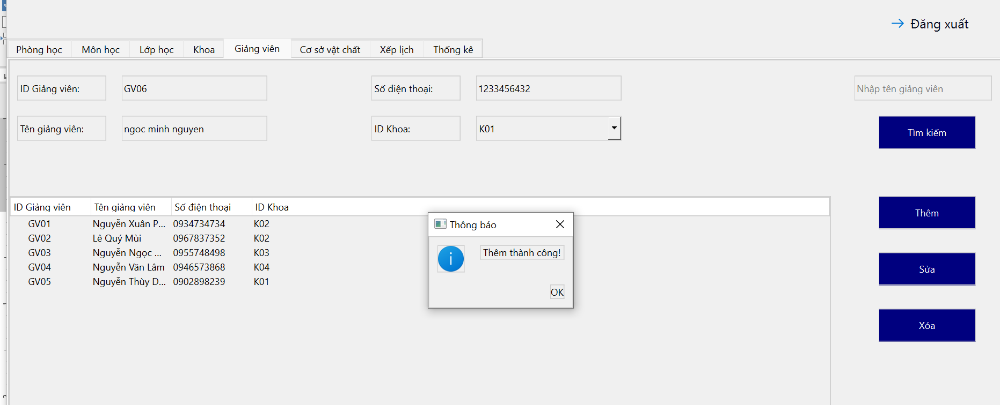 Đăng xuất
Phòng học Môn học Lớp học Khoa Giảng viên Cơ sở vật chất Xếp lịch Thống kê
ID Giảng viên: GV06 Số điện thoại: 1233456432 Nhập tên giảng viên
Tên giảng viên: ngoc minh nguyen ID Khoa: K01 Tìm kiếm
ID Giảng viên Tên giảng viên Số điện thoại ID Khoa
Thêm
GV01 Nguyễn Xuân P... 0934734734 K02
GV02 Lê Quý Mùi 0967837352 K02
GV03 Nguyễn Ngọc ... 0955748498 K03
GV04 Nguyễn Văn Lâm 0946573868 K04
GV05 Nguyễn Thùy D... 0902898239 K01
Thông báo
Thêm thành công!
OK
Sửa
Xóa